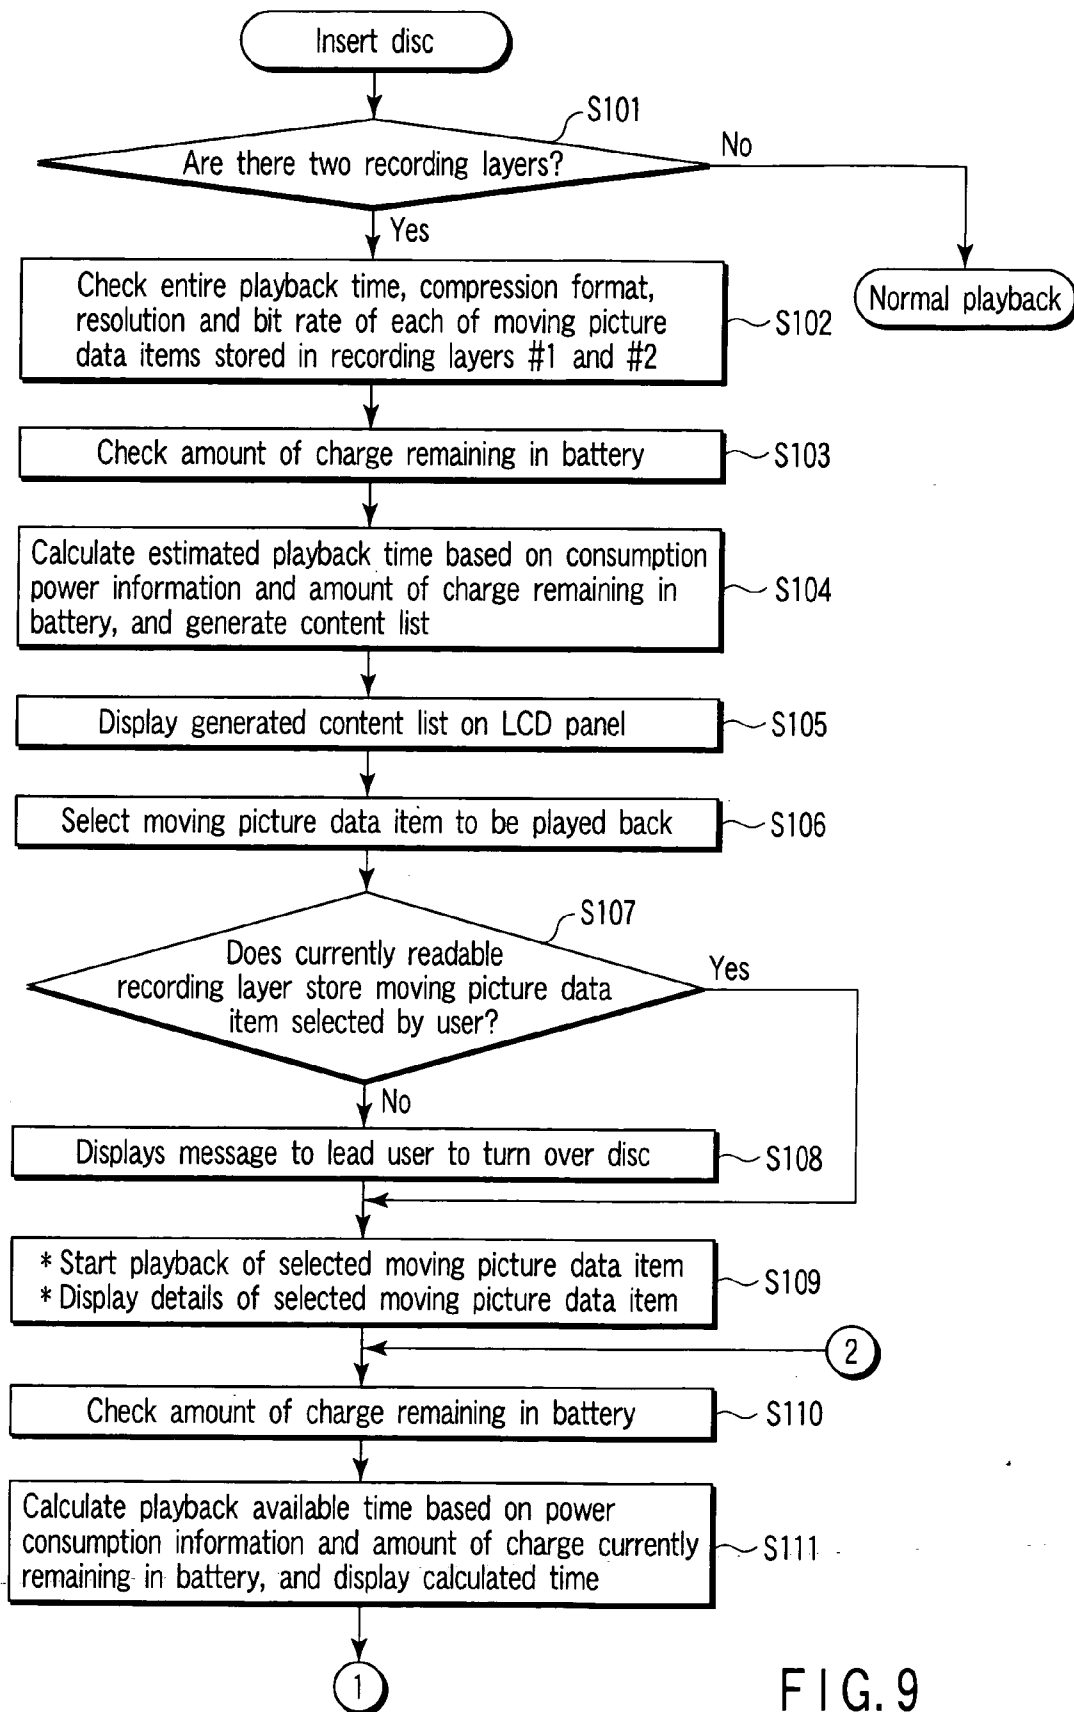 Insert disc
S101
Are there two recording layers?
No
Yes
Normal playback
Check entire playback time, compression format,
resolution and bit rate of each of moving picture
data items stored in recording layers #1 and #2
S102
Check amount of charge remaining in battery
S103
Calculate estimated playback time based on consumption
power information and amount of charge remaining in
battery, and generate content list
S104
Display generated content list on LCD panel
S105
Select moving picture data item to be played back
S106
S107
Does currently readable
recording layer store moving picture data
item selected by user?
Yes
No
Displays message to lead user to turn over disc
S108
* Start playback of selected moving picture data item
* Display details of selected moving picture data item
S109
2
Check amount of charge remaining in battery
S110
Calculate playback available time based on power
consumption information and amount of charge currently
remaining in battery, and display calculated time
S111
1
FIG. 9